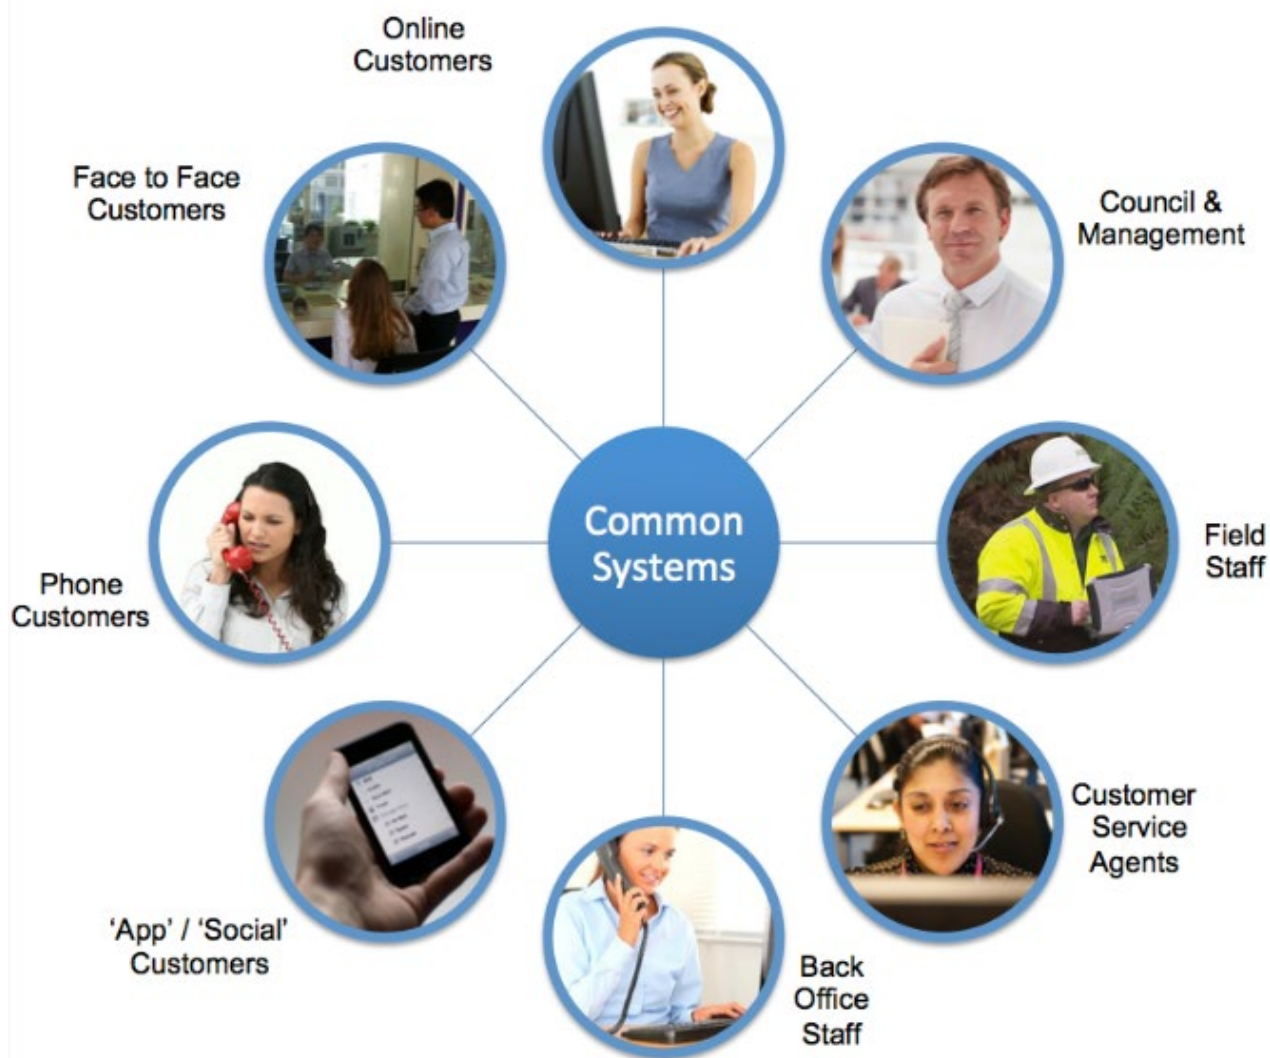 Online
Customers
Face to Face
Customers
Council &
Management
Common
Systems
Field
Staff
Phone
Customers
Customer
Service
Agents
'App' / 'Social'
Customers
Back
Office
Staff